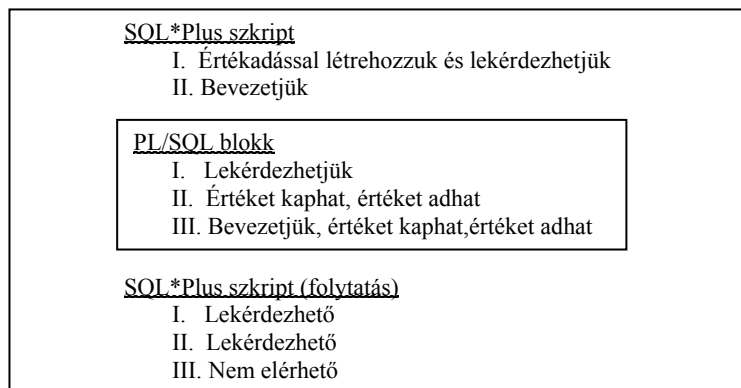 SQL*Plus szkript
I. Értékadással létrehozzuk és lekérdezhetjük
II. Bevezetjük
PL/SQL blokk
I. Lekérdezhetjük
II. Értéket kaphat, értéket adhat
III. Bevezetjük, értéket kaphat,értéket adhat
SQL*Plus szkript (folytatás)
I. Lekérdezhető
II. Lekérdezhető
III. Nem elérhető